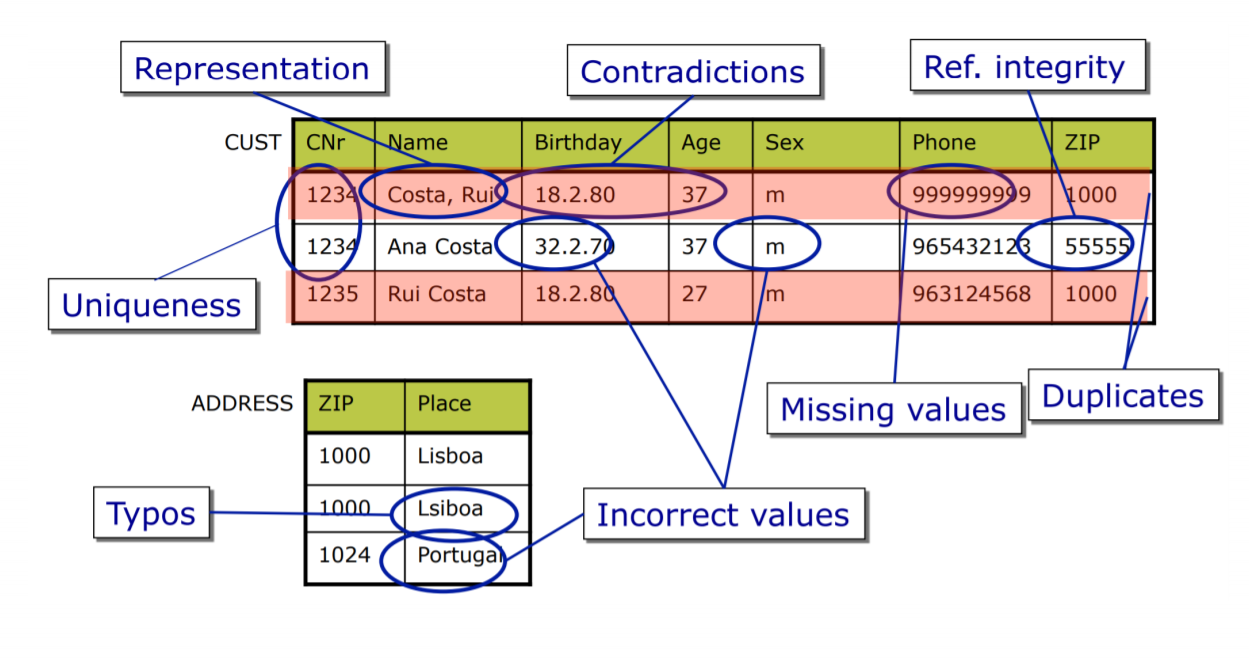 Representation
Contradictions
Ref. integrity
CUST CNr Name Birthday Age Sex Phone ZIP
1234 Costa, Rui 18.2.80 37 m 999999999 1000
1234 Ana Costa 32.2.70 37 m 965432123 55555
1235 Rui Costa 18.2.80 27 m 963124568 1000
Uniqueness
Missing values
Duplicates
ADDRESS ZIP Place
1000 Lisboa
1000 Lsiboa
1024 Portugal
Typos
Incorrect values